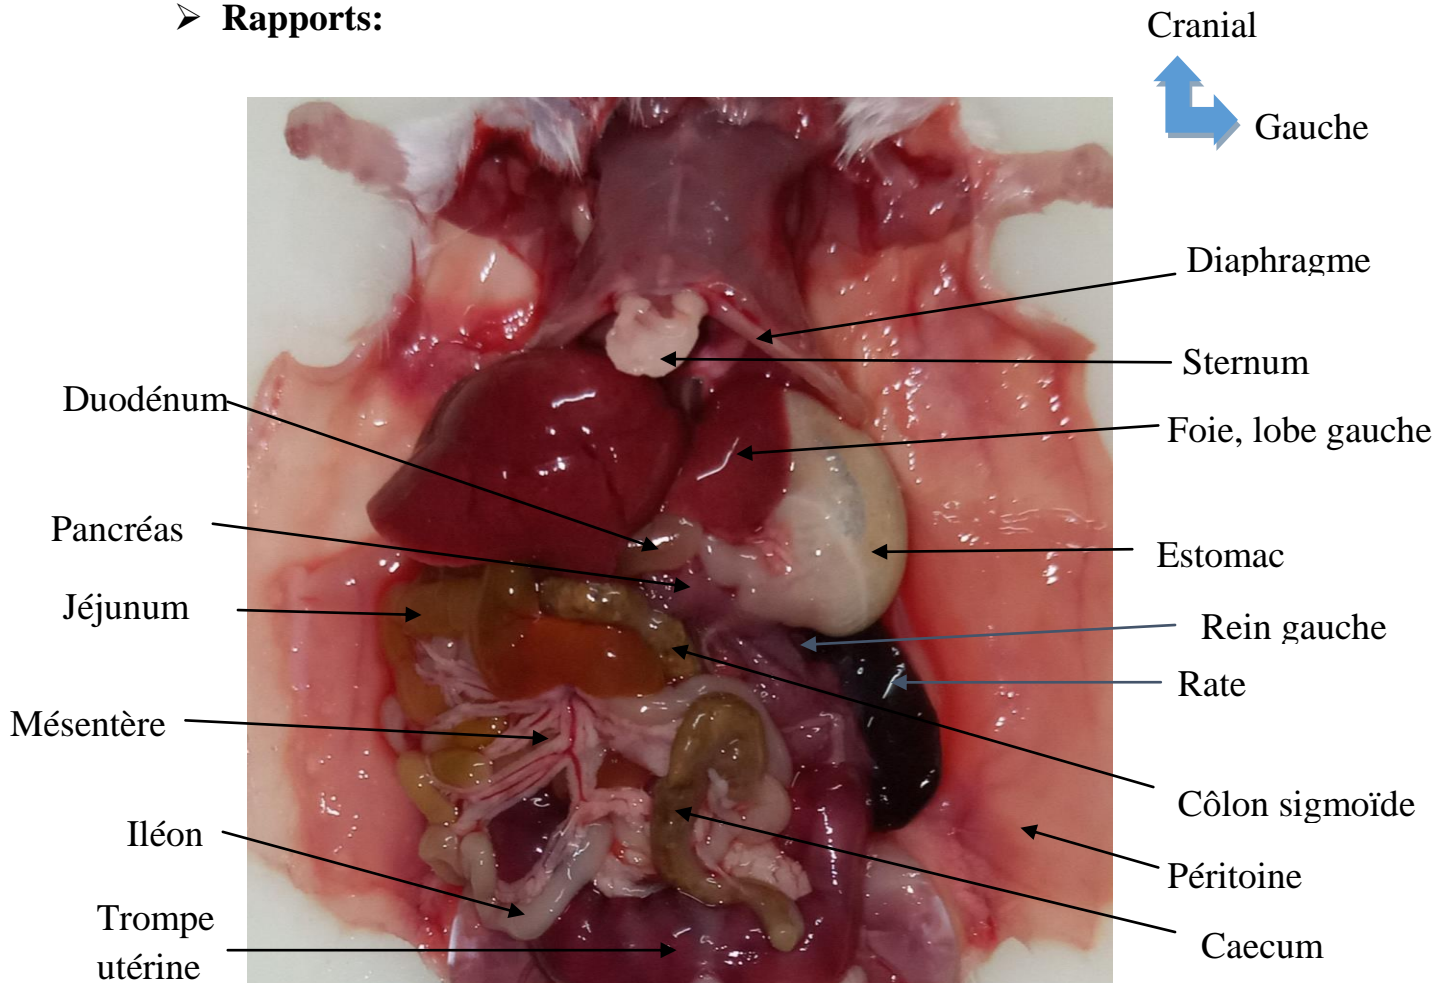 ➢ Rapports:
Cranial
Gauche
Diaphragme
Sternum
Duodénum
Foie, lobe gauche
Pancréas
Estomac
Jéjunum
Rein gauche
Rate
Mésentère
Côlon sigmoïde
Iléon
Péritoine
Trompe
utérine
Caecum